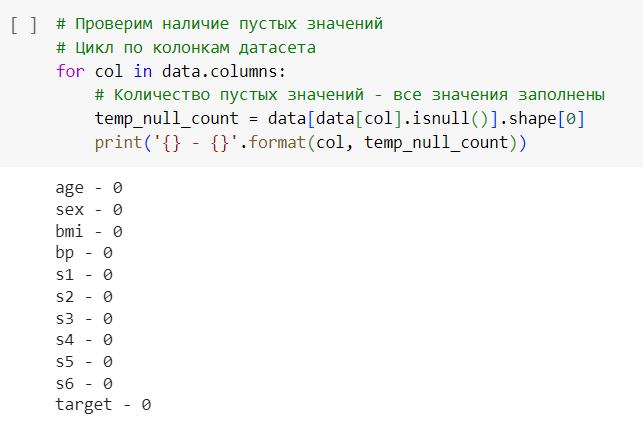 [ ] # Проверим наличие пустых значений
# Цикл по колонкам датасета
for col in data.columns:
    # Количество пустых значений - все значения заполнены
    temp_null_count = data[data[col].isnull()].shape[0]
    print('{} - {}'.format(col, temp_null_count))
age - 0
sex - 0
bmi - 0
bp - 0
s1 - 0
s2 - 0
s3 - 0
s4 - 0
s5 - 0
s6 - 0
target - 0